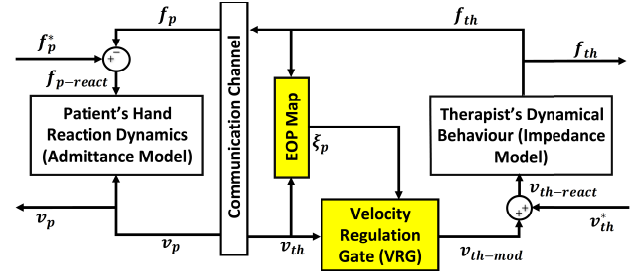 f_p
f_th
f_p^*
− −
f_th
f_p−react
Patient's Hand
Reaction Dynamics
(Admittance Model)
Communication Channel
EOP Map
ξ_p
Therapist's Dynamical
Behaviour (Impedance
Model)
v_th−react
+ +
v_p
v_p
v_th
Velocity
Regulation
Gate (VRG)
v_th−mod
v_th^*